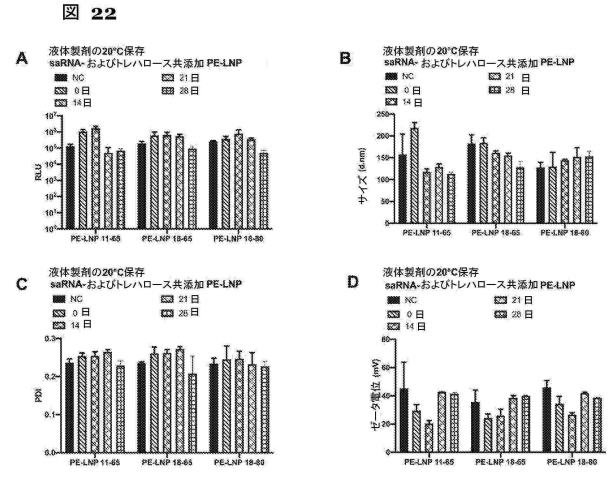 図 22
A
液体製剤の20°C保存
saRNA-およびトレハロース共添加 PE-LNP
NC
0 日
14 日
21 日
28 日
RLU
10⁷
10⁶
10⁵
10⁴
10³
10²
10¹
10⁰
PE-LNP 11-65
PE-LNP 18-65
PE-LNP 18-80
B
液体製剤の20°C保存
saRNA-およびトレハロース共添加 PE-LNP
NC
0 日
14 日
21 日
28 日
サイズ (d-nm)
250
200
150
100
50
0
PE-LNP 11-65
PE-LNP 18-65
PE-LNP 18-80
C
液体製剤の20°C保存
saRNA-およびトレハロース共添加 PE-LNP
NC
0 日
14 日
21 日
28 日
PDI
0.3
0.2
0.1
0.0
PE-LNP 11-65
PE-LNP 18-65
PE-LNP 18-80
D
液体製剤の20°C保存
saRNA-およびトレハロース共添加 PE-LNP
NC
0 日
14 日
21 日
28 日
ゼータ電位 (mV)
80
60
40
20
0
PE-LNP 11-65
PE-LNP 18-65
PE-LNP 18-80